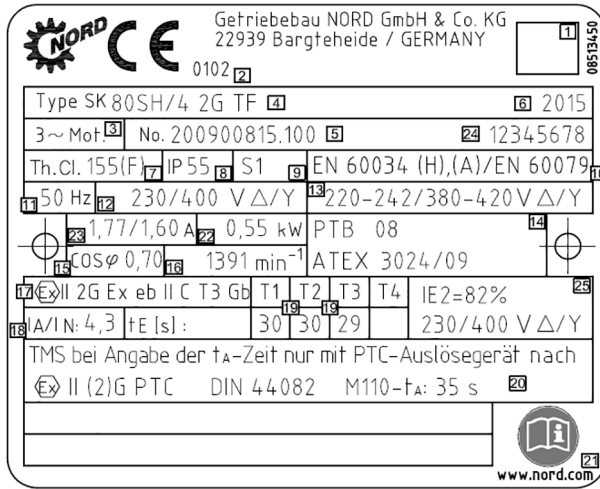 NORD
CE
Getriebebau NORD GmbH & Co. KG
22939 Bargteheide / GERMANY
1
08513450
0102 2
Type SK 80SH/4 2G TF 4 6 2015
3~ Mot. 3 No. 200900815.100 5 24 12345678
Th.Cl. 155(F) 7 IP 55 8 S1 9 EN 60034 (H),(A)/EN 60079 10
11 50 Hz 12 230/400 V △/Y 13 220-242/380-420V △/Y
23 1,77/1,60 A 22 0,55 kW PTB 08 14
15 cosφ 0,70 16 1391 min⁻¹ ATEX 3024/09
17 Ex II 2G Ex eb II C T3 Gb T1 T2 T3 T4 IE2=82% 25
19 19
18 IA/I N: 4,3 tE [s] : 30 30 29 230/400 V △/Y
TMS bei Angabe der tA-Zeit nur mit PTC-Auslösegerät nach
Ex II (2)G PTC DIN 44082 M110-tA: 35 s 20
21
www.nord.com